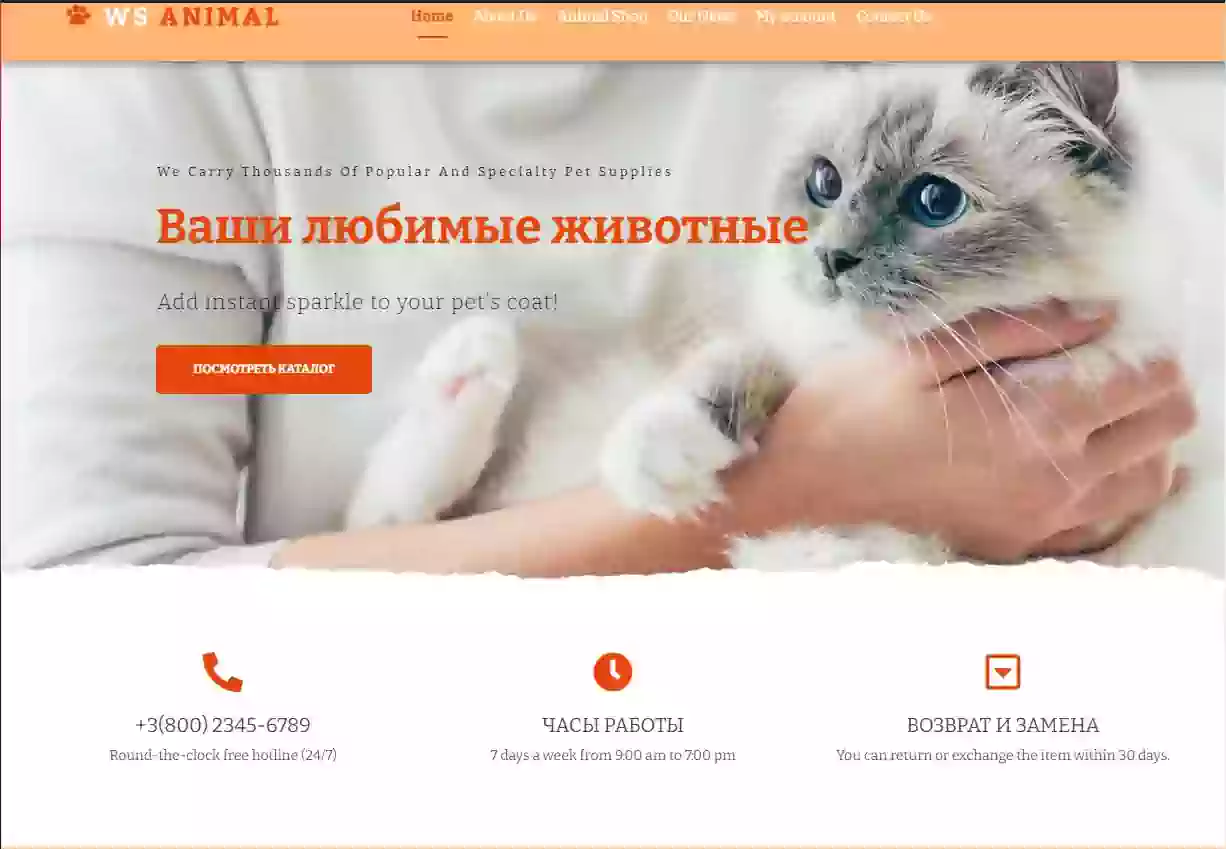 WS ANIMAL
Home About Us Animal Shop Our News My account Contact Us
We Carry Thousands Of Popular And Specialty Pet Supplies
Ваши любимые животные
Add instant sparkle to your pet's coat!
ПОСМОТРЕТЬ КАТАЛОГ
+3(800) 2345-6789
Round-the-clock free hotline (24/7)
ЧАСЫ РАБОТЫ
7 days a week from 9:00 am to 7:00 pm
ВОЗВРАТ И ЗАМЕНА
You can return or exchange the item within 30 days.